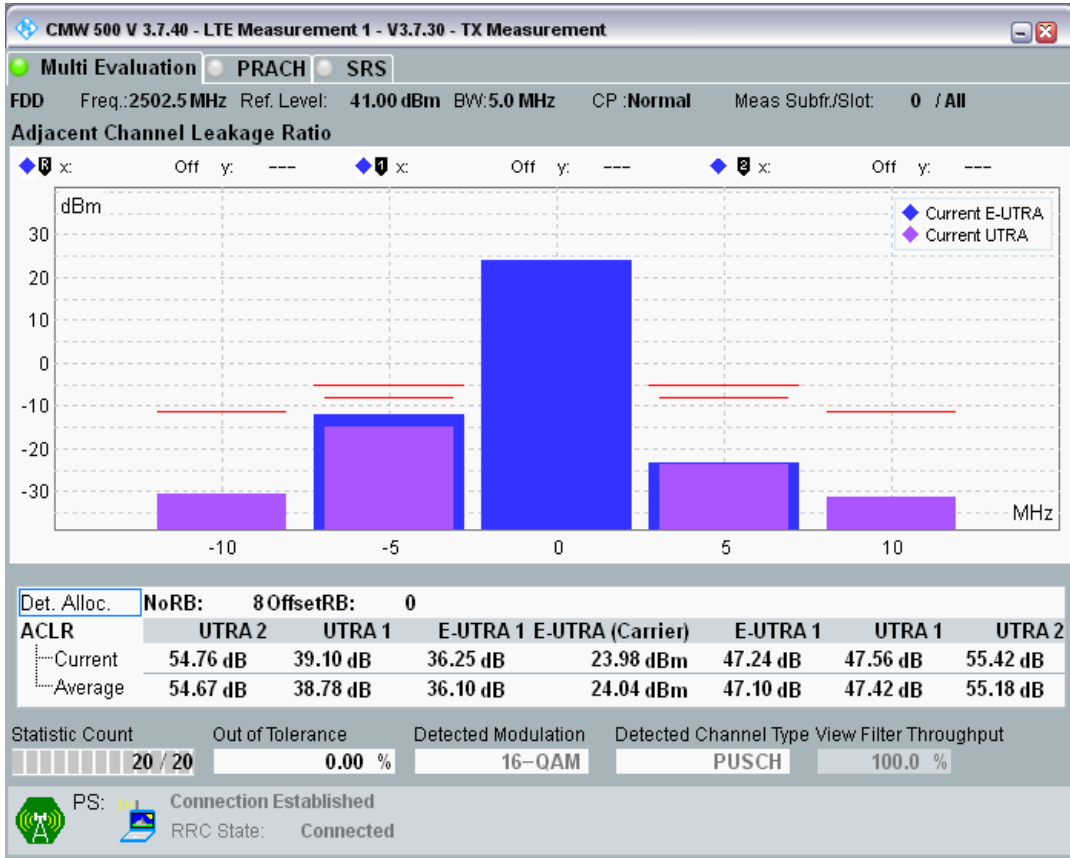 CMW 500 V 3.7.40 - LTE Measurement 1 - V3.7.30 - TX Measurement
Multi Evaluation PRACH SRS
FDD Freq.:2502.5 MHz Ref. Level: 41.00 dBm BW:5.0 MHz CP :Normal Meas Subfr./Slot: 0 / All
Adjacent Channel Leakage Ratio
R x: Off y: --- 1 x: Off y: --- 2 x: Off y: ---
dBm
Current E-UTRA
Current UTRA
30
20
10
0
-10
-20
-30
MHz
-10 -5 0 5 10
Det. Alloc. NoRB: 8 OffsetRB: 0
ACLR UTRA 2 UTRA 1 E-UTRA 1 E-UTRA (Carrier) E-UTRA 1 UTRA 1 UTRA 2
Current 54.76 dB 39.10 dB 36.25 dB 23.98 dBm 47.24 dB 47.56 dB 55.42 dB
Average 54.67 dB 38.78 dB 36.10 dB 24.04 dBm 47.10 dB 47.42 dB 55.18 dB
Statistic Count Out of Tolerance Detected Modulation Detected Channel Type View Filter Throughput
20 / 20 0.00 % 16-QAM PUSCH 100.0 %
PS: Connection Established
RRC State: Connected